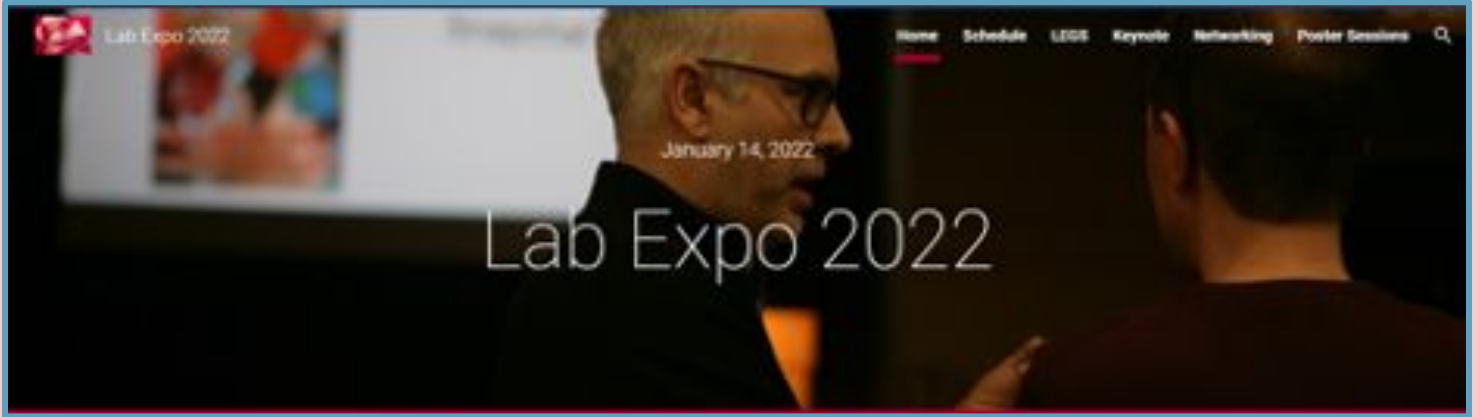 Lab Expo 2022
Home Schedule LEGS Keynote Networking Poster Sessions
January 14, 2022
Lab Expo 2022